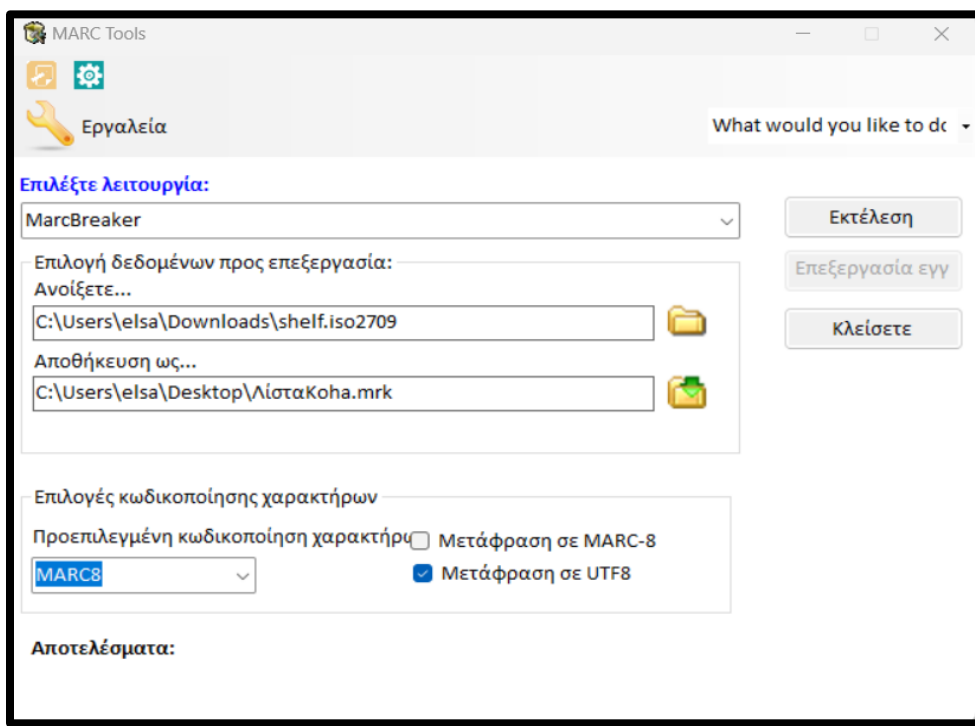 MARC Tools
Εργαλεία
What would you like to dc
Επιλέξτε λειτουργία:
MarcBreaker
Εκτέλεση
Επιλογή δεδομένων προς επεξεργασία:
Επεξεργασία εγγ
Ανοίξετε...
C:\Users\elsa\Downloads\shelf.iso2709
Κλείσετε
Αποθήκευση ως...
C:\Users\elsa\Desktop\ΛίσταKoha.mrk
Επιλογές κωδικοποίησης χαρακτήρων
Προεπιλεγμένη κωδικοποίηση χαρακτήρω
Μετάφραση σε MARC-8
MARC8
Μετάφραση σε UTF8
Αποτελέσματα: